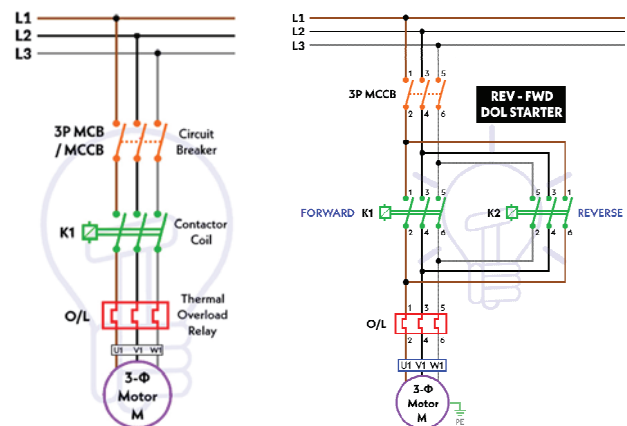 L1
L2
L3
3P MCB
/ MCCB
Circuit
Breaker
K1
Contactor
Coil
O/L
Thermal
Overload
Relay
U1 V1 W1
3-Φ
Motor
M
L1
L2
L3
1 3 5
3P MCCB
2 4 6
REV - FWD
DOL STARTER
1 3 5
5 3 1
FORWARD K1
K2 REVERSE
2 4 6
2 4 6
1 3 5
O/L
2 4 6
U1 V1 W1
3-Φ
Motor
M
PE